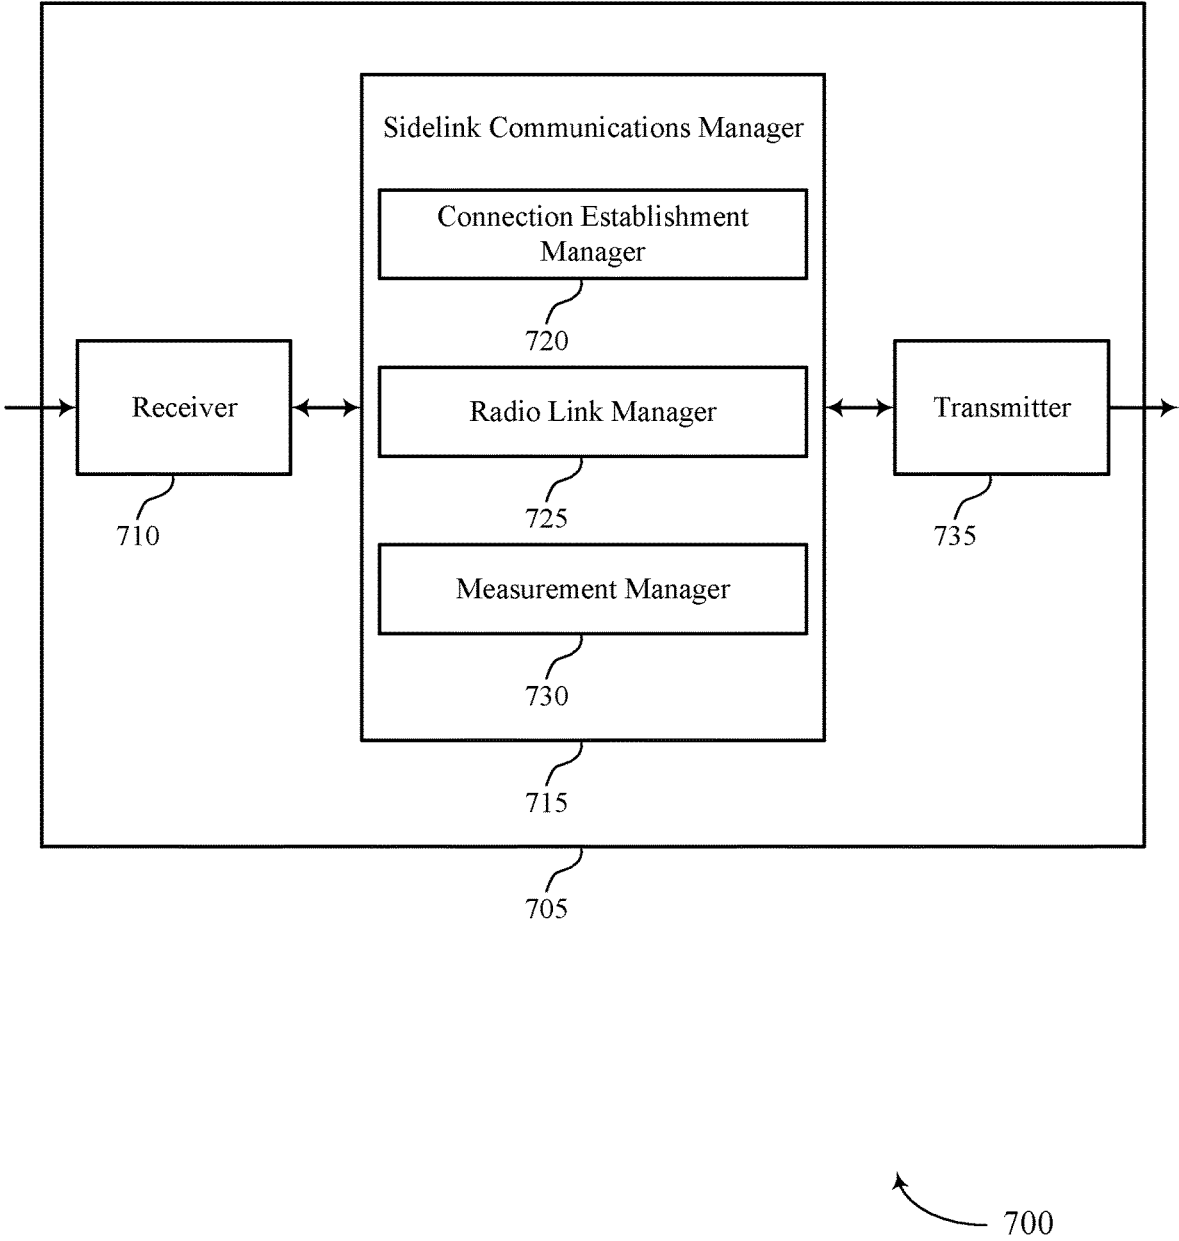 Sidelink Communications Manager
Connection Establishment
Manager
720
Receiver
Radio Link Manager
Transmitter
710
725
735
Measurement Manager
730
715
705
700